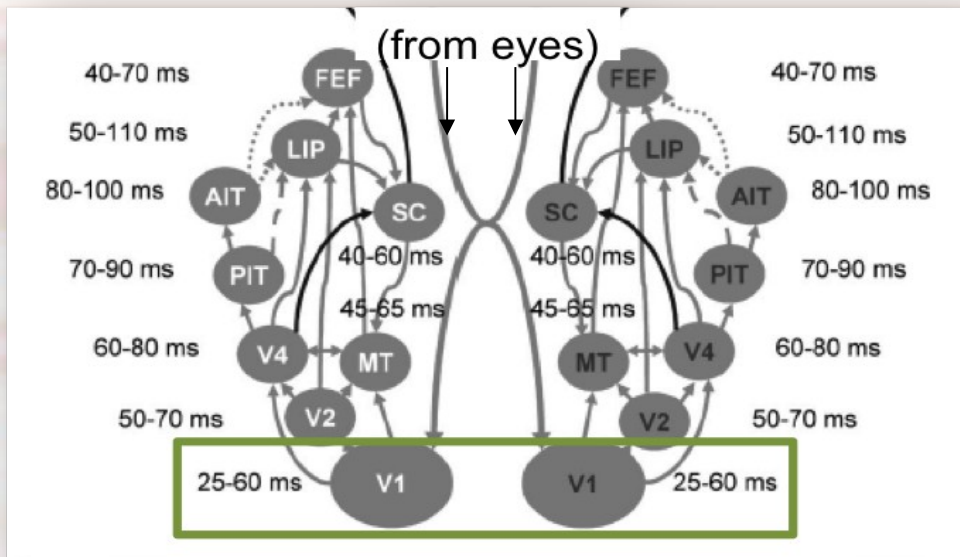 (from eyes)
40-70 ms FEF FEF 40-70 ms
50-110 ms LIP LIP 50-110 ms
80-100 ms AIT SC SC AIT 80-100 ms
40-60 ms 40-60 ms
70-90 ms PIT PIT 70-90 ms
45-65 ms 45-65 ms
60-80 ms V4 MT MT V4 60-80 ms
50-70 ms V2 V2 50-70 ms
25-60 ms V1 V1 25-60 ms